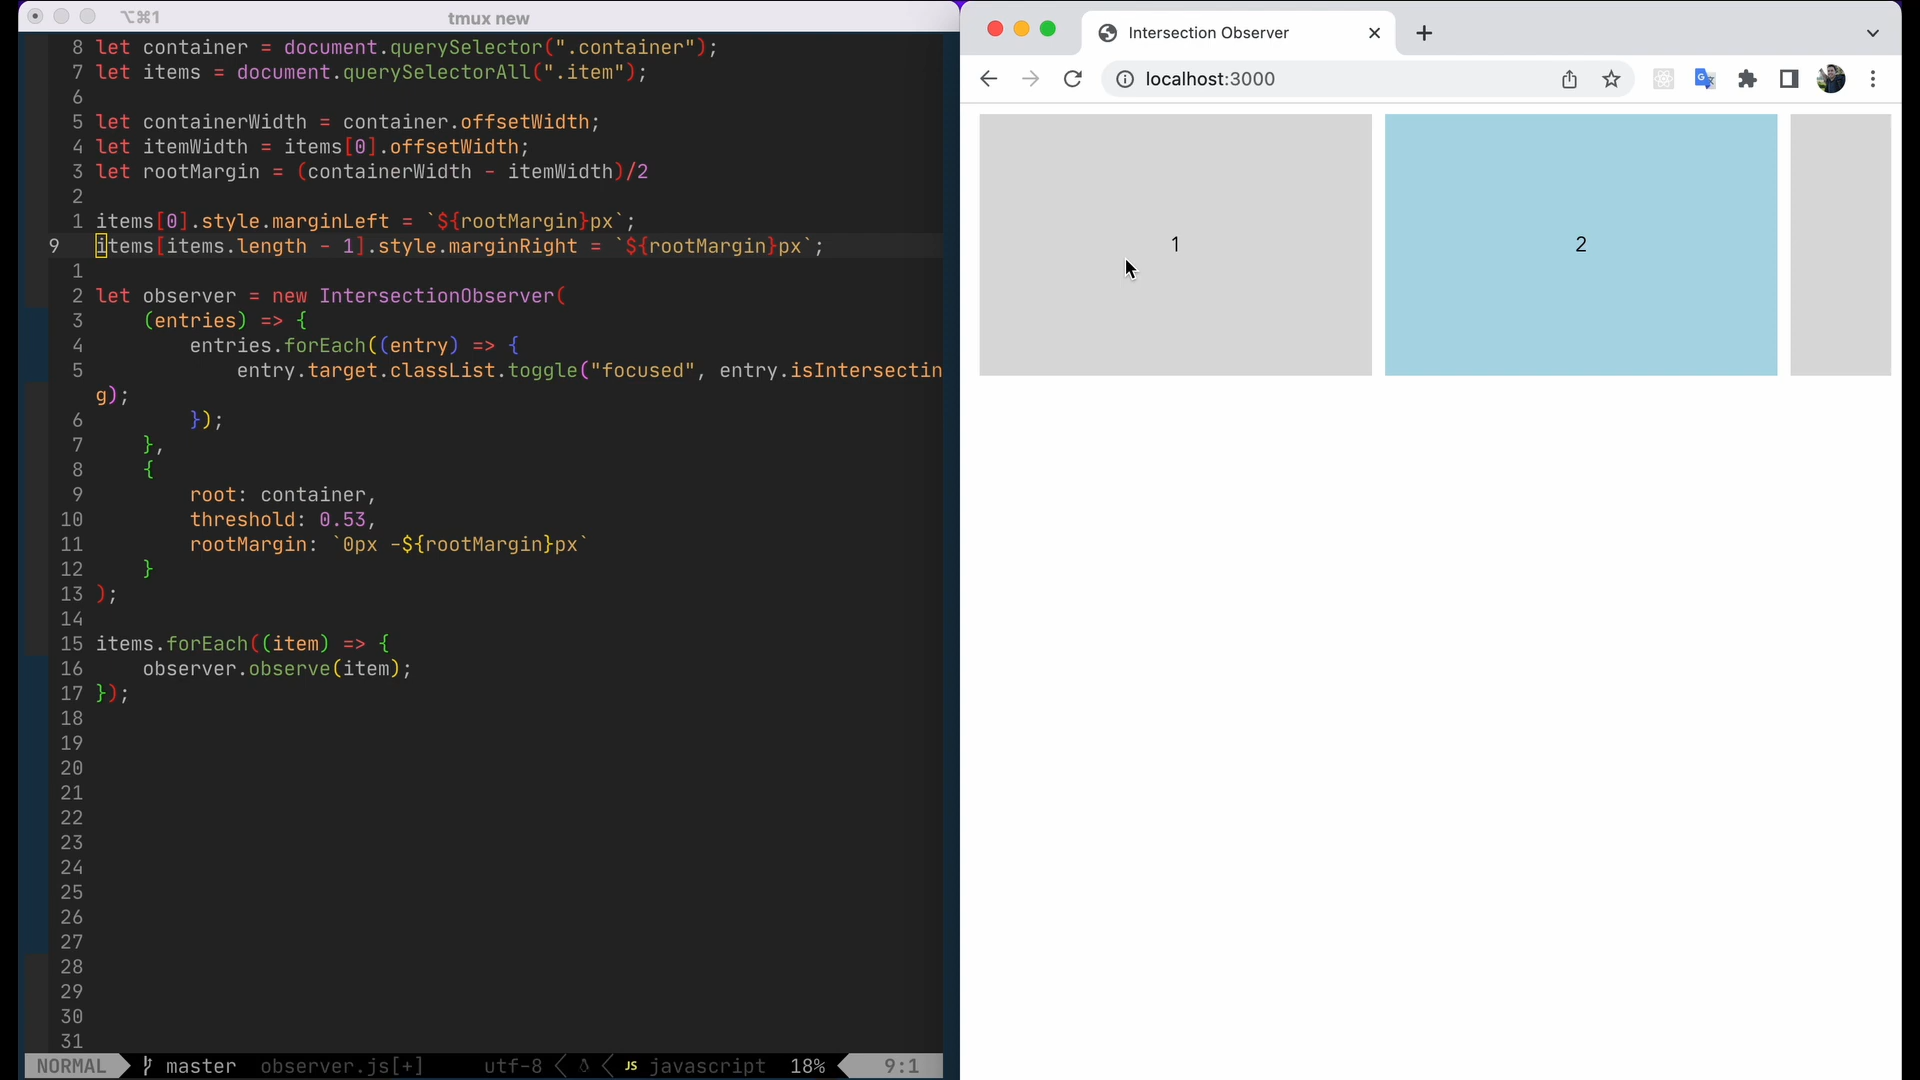 ⌥⌘1
tmux new
8 let container = document.querySelector(".container");
7 let items = document.querySelectorAll(".item");
6
5 let containerWidth = container.offsetWidth;
4 let itemWidth = items[0].offsetWidth;
3 let rootMargin = (containerWidth - itemWidth)/2
2
1 items[0].style.marginLeft = `${rootMargin}px`;
9 items[items.length - 1].style.marginRight = `${rootMargin}px`;
1
2 let observer = new IntersectionObserver(
3     (entries) => {
4         entries.forEach((entry) => {
5             entry.target.classList.toggle("focused", entry.isIntersectin
g);
6         });
7     },
8     {
9         root: container,
10         threshold: 0.53,
11         rootMargin: `0px -${rootMargin}px`
12     }
13 );
14
15 items.forEach((item) => {
16     observer.observe(item);
17 });
18
19
20
21
22
23
24
25
26
27
28
29
30
31
NORMAL master observer.js[+] utf-8 JS javascript 18% 9:1
Intersection Observer
localhost:3000
1
2